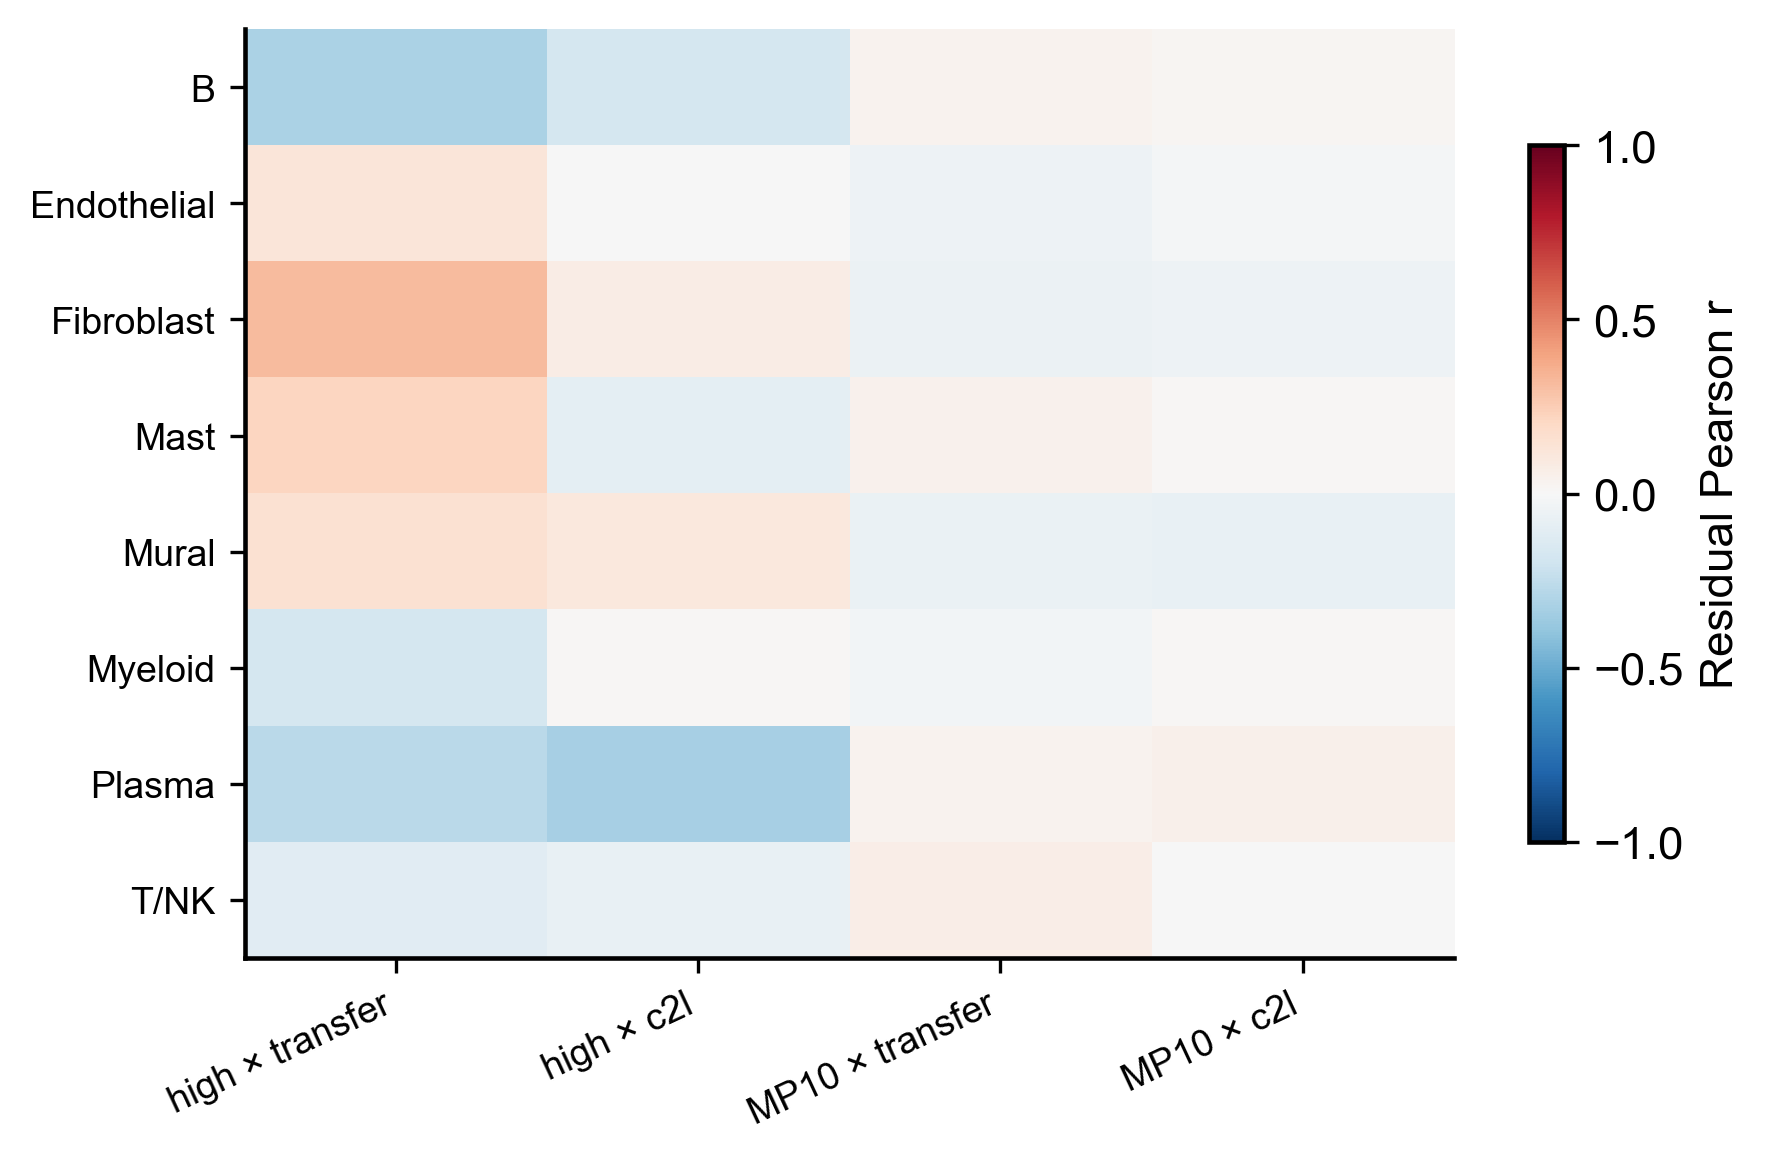 B
Endothelial
Fibroblast
Mast
Mural
Myeloid
Plasma
T/NK
high × transfer
high × c2l
MP10 × transfer
MP10 × c2l
1.0
0.5
0.0
−0.5
−1.0
Residual Pearson r